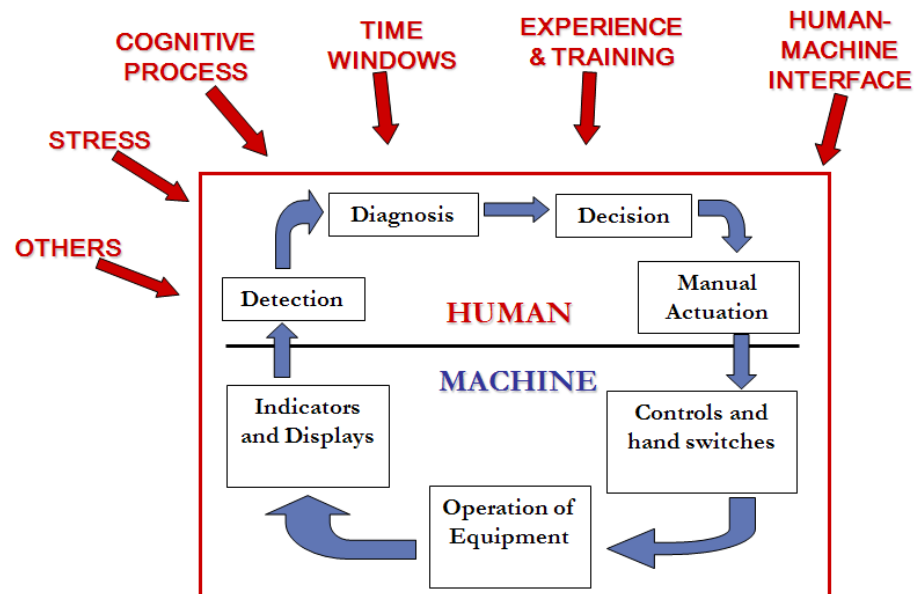 COGNITIVE
PROCESS
TIME
WINDOWS
EXPERIENCE
& TRAINING
HUMAN-
MACHINE
INTERFACE
STRESS
OTHERS
Diagnosis
Decision
Detection
Manual
Actuation
HUMAN
MACHINE
Indicators
and Displays
Controls and
hand switches
Operation of
Equipment